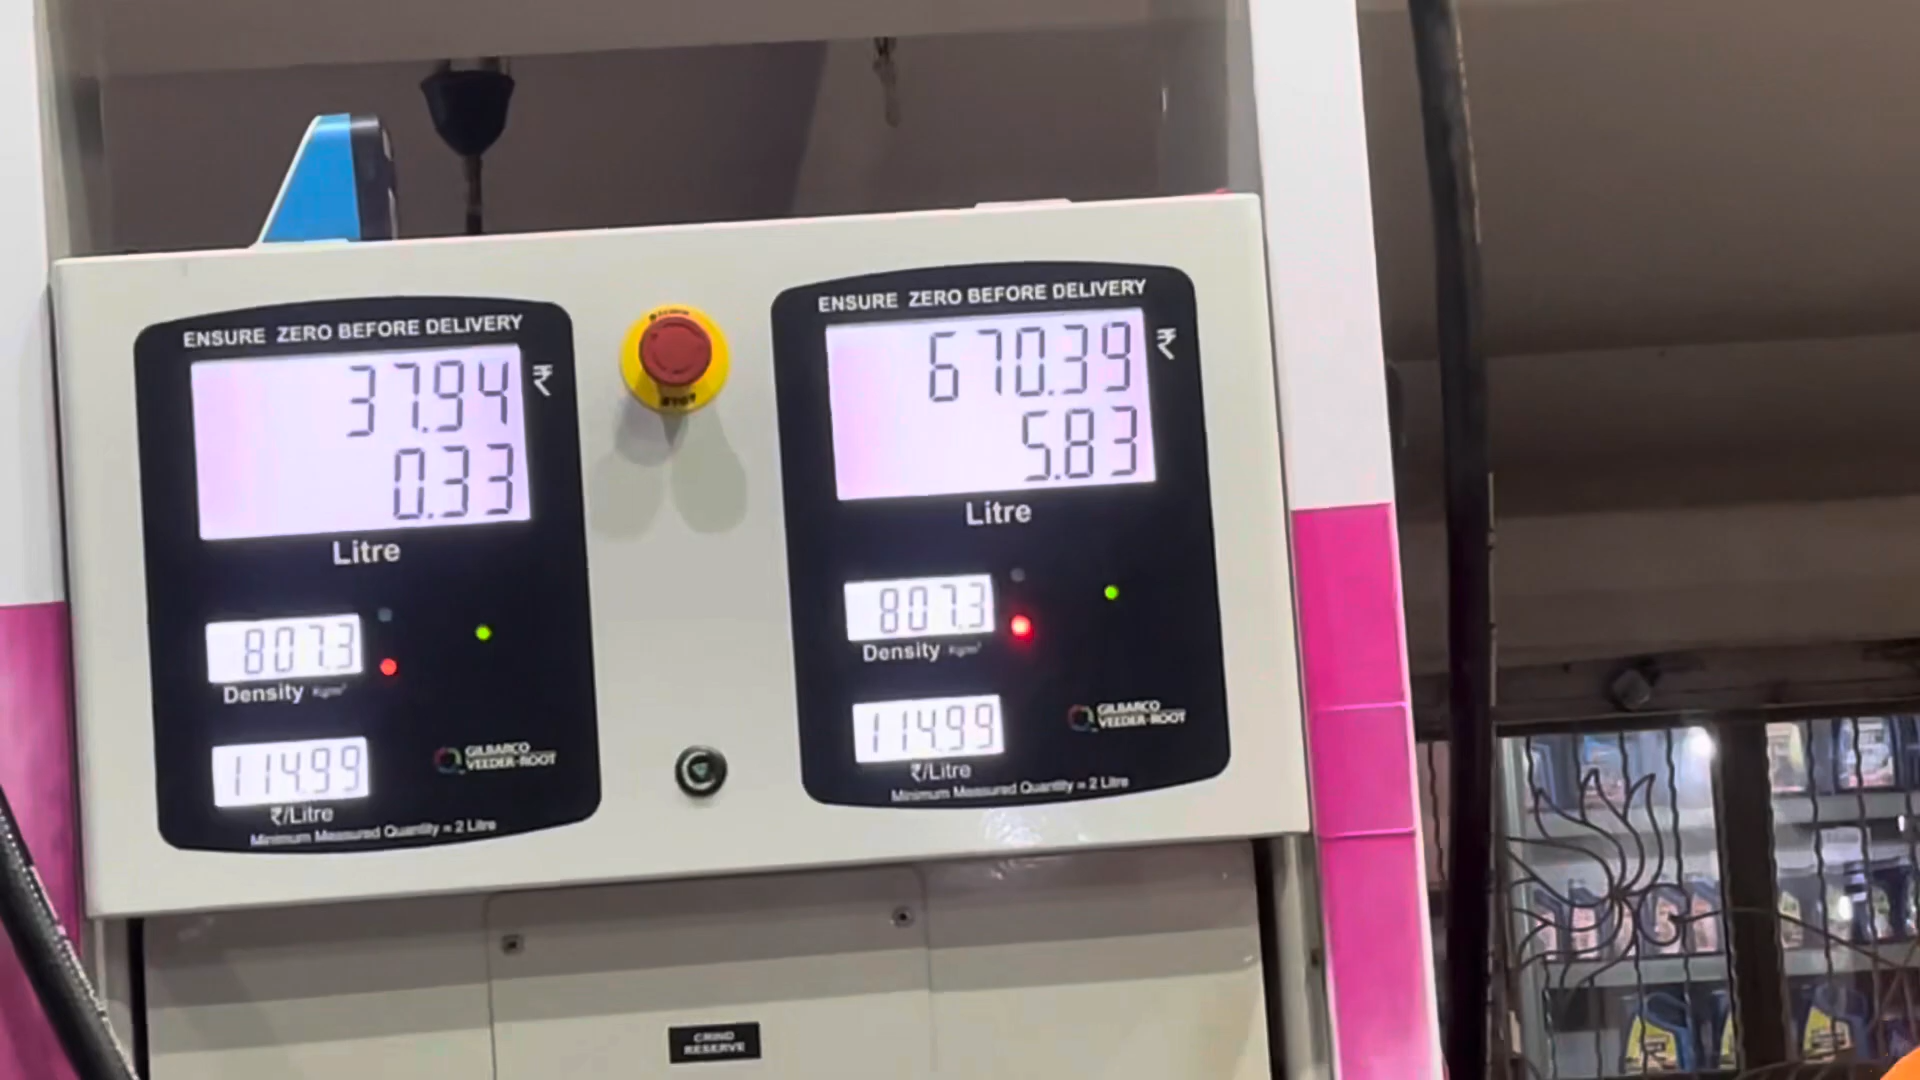 ENSURE ZERO BEFORE DELIVERY
37.94 ₹
0.33
Litre
807.3
Density Kg/m³
114.99
₹/Litre
GILBARCO
VEEDER-ROOT
Minimum Measured Quantity = 2 Litre
STOP
ENSURE ZERO BEFORE DELIVERY
670.39 ₹
5.83
Litre
807.3
Density Kg/m³
114.99
₹/Litre
GILBARCO
VEEDER-ROOT
Minimum Measured Quantity = 2 Litre
RESERVE